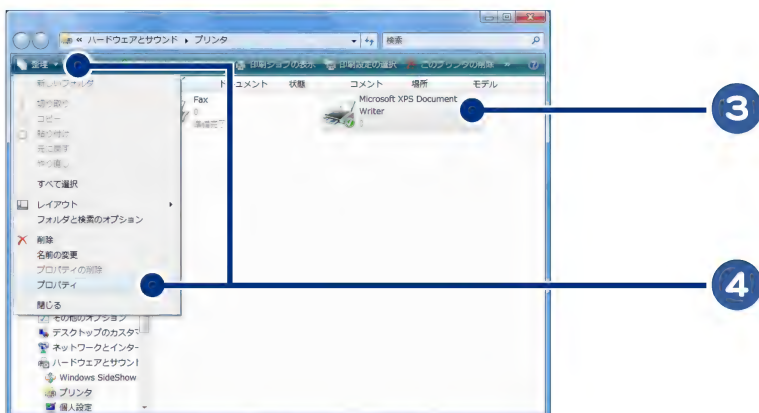 « ハードウェアとサウンド ▸ プリンタ
検索
整理
印刷ジョブの表示
印刷設定の選択
このプリンタの削除
»
新しいフォルダ
切り取り
コピー
貼り付け
元に戻す
やり直し
すべて選択
レイアウト
フォルダと検索のオプション
削除
名前の変更
プロパティの削除
プロパティ
閉じる
ドキュメント 状態 コメント 場所 モデル
Fax
0
準備完了
Microsoft XPS Document
Writer
3
4
その他のオプション
デスクトップのカスタマ
ネットワークとインター
ハードウェアとサウンド
Windows SideShow
プリンタ
個人設定